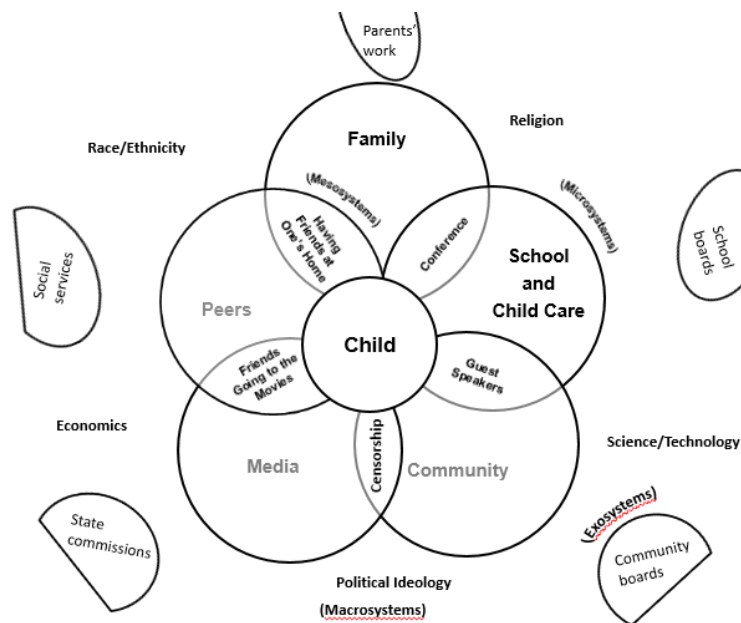 Parents'
work
Religion
Family
Race/Ethnicity
(Mesosystems)
(Microsystems)
Having
Friends at
One's Home
Conference
School
boards
School
and
Child Care
Social
services
Peers
Child
Friends
Going to the
Movies
Guest
Speakers
Economics
Censorship
Science/Technology
Media
Community
(Exosystems)
State
commissions
Community
boards
Political Ideology
(Macrosystems)